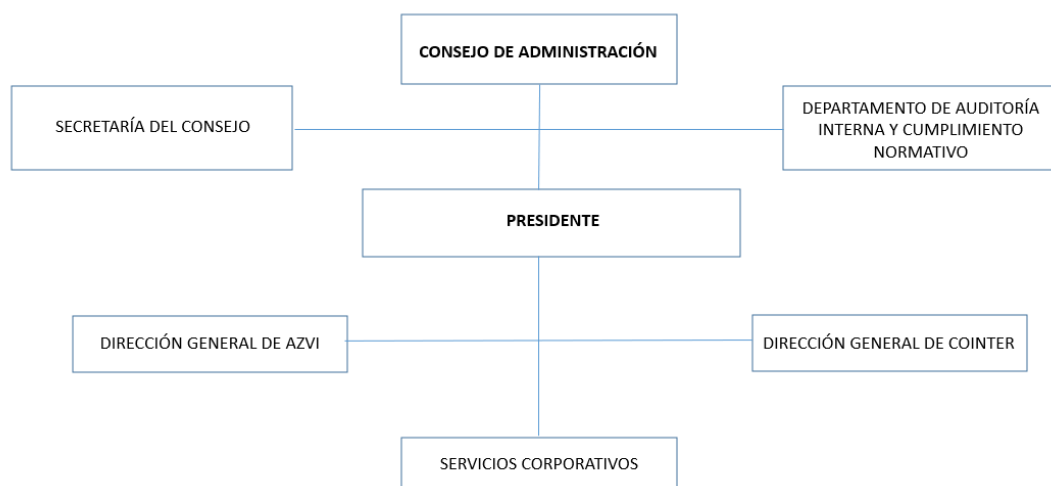 CONSEJO DE ADMINISTRACIÓN
SECRETARÍA DEL CONSEJO
DEPARTAMENTO DE AUDITORÍA
INTERNA Y CUMPLIMIENTO
NORMATIVO
PRESIDENTE
DIRECCIÓN GENERAL DE AZVI
DIRECCIÓN GENERAL DE COINTER
SERVICIOS CORPORATIVOS